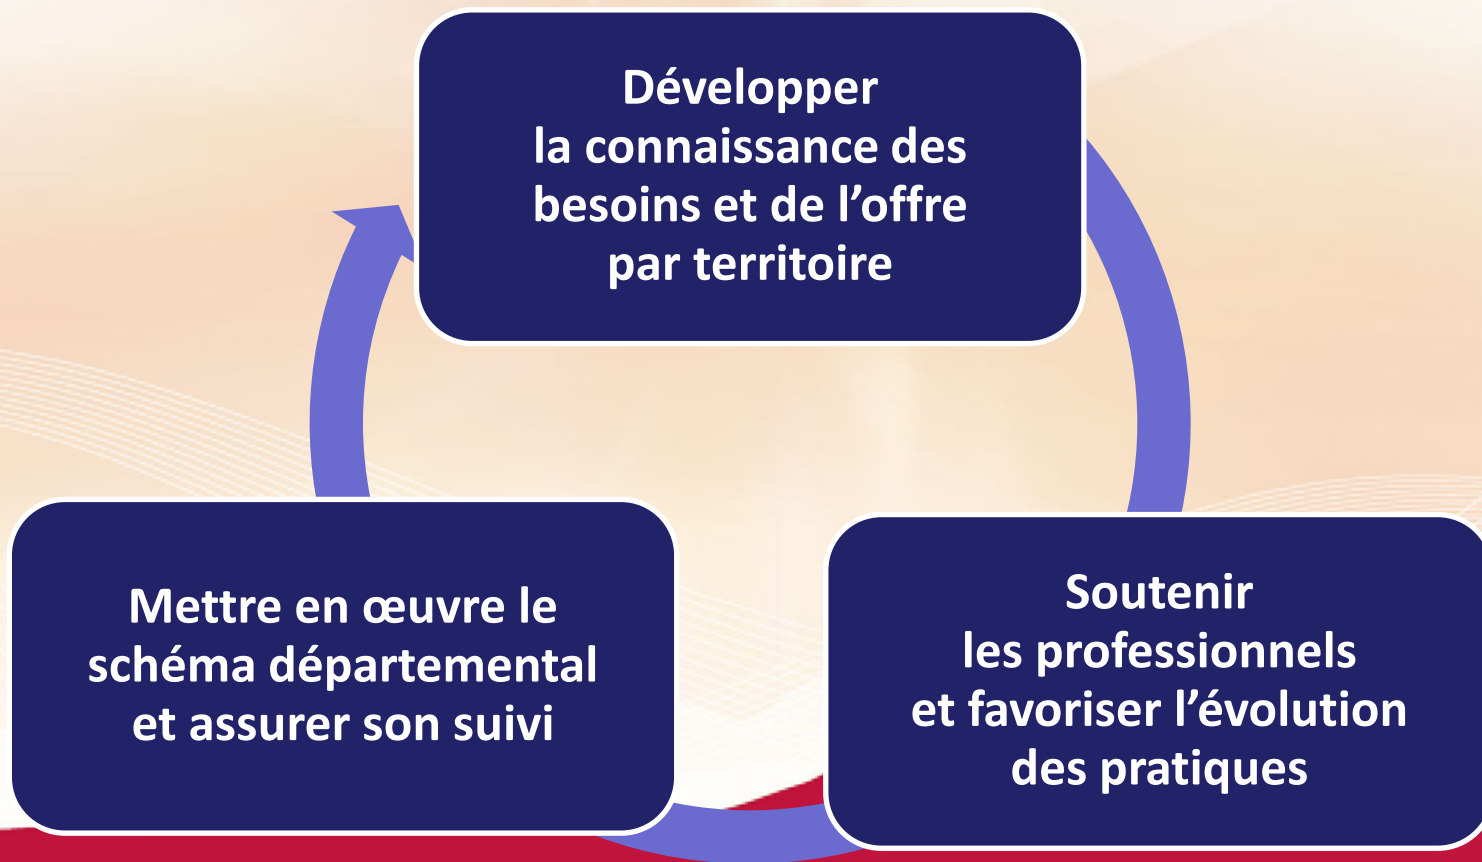 Développer
la connaissance des
besoins et de l’offre
par territoire
Mettre en œuvre le
schéma départemental
et assurer son suivi
Soutenir
les professionnels
et favoriser l’évolution
des pratiques